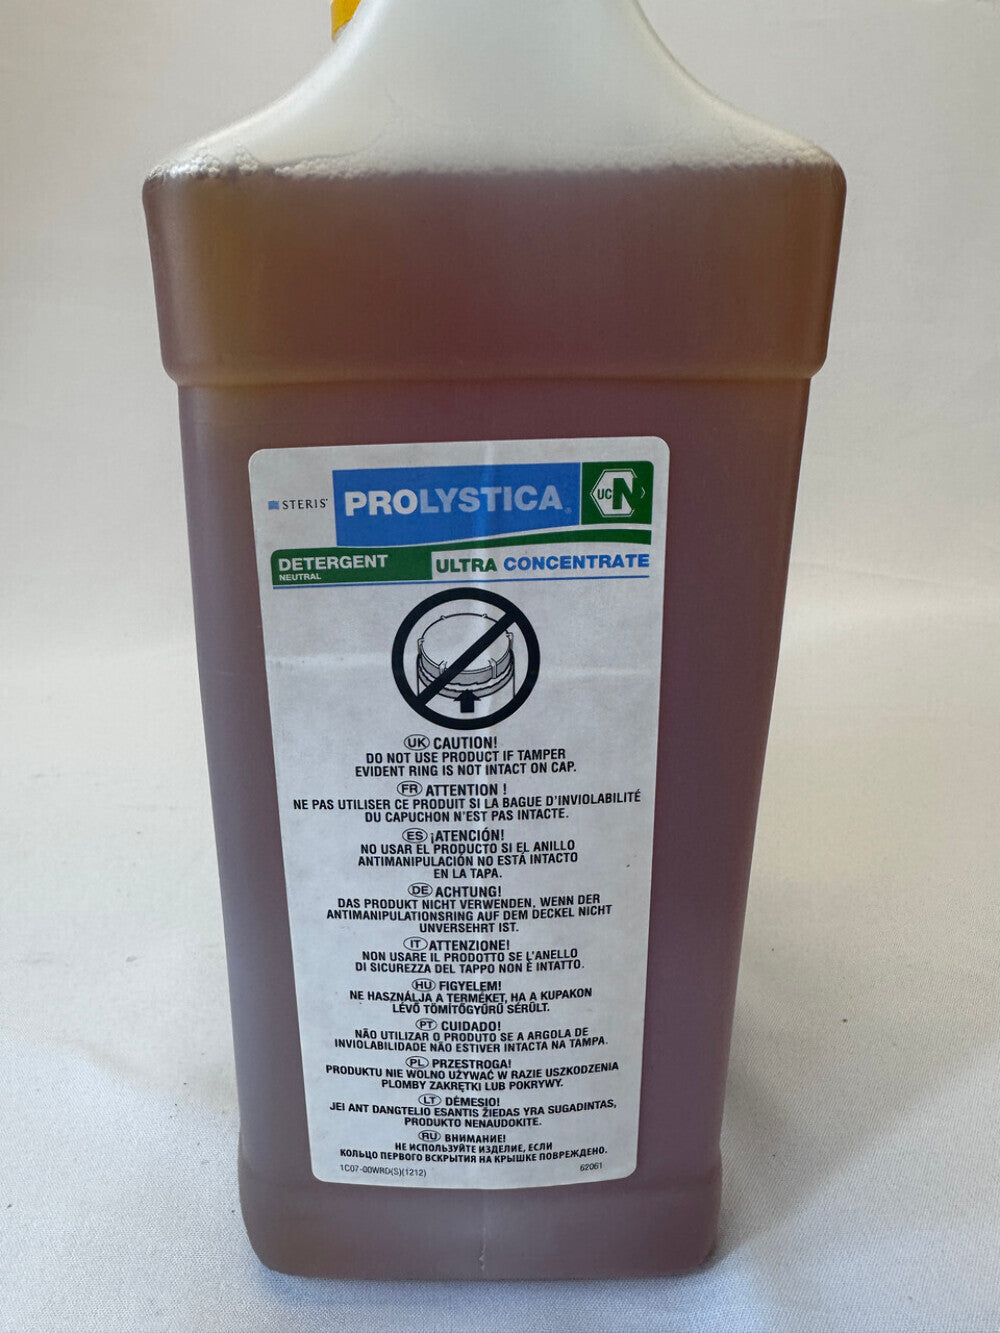 STERIS®
PROLYSTICA®
UC N
DETERGENT
NEUTRAL
ULTRA CONCENTRATE
UK CAUTION!
DO NOT USE PRODUCT IF TAMPER
EVIDENT RING IS NOT INTACT ON CAP.
FR ATTENTION !
NE PAS UTILISER CE PRODUIT SI LA BAGUE D'INVIOLABILITÉ
DU CAPUCHON N'EST PAS INTACTE.
ES ¡ATENCIÓN!
NO USAR EL PRODUCTO SI EL ANILLO
ANTIMANIPULACIÓN NO ESTÁ INTACTO
EN LA TAPA.
DE ACHTUNG!
DAS PRODUKT NICHT VERWENDEN, WENN DER
ANTIMANIPULATIONSRING AUF DEM DECKEL NICHT
UNVERSEHRT IST.
IT ATTENZIONE!
NON USARE IL PRODOTTO SE L'ANELLO
DI SICUREZZA DEL TAPPO NON È INTATTO.
HU FIGYELEM!
NE HASZNÁLJA A TERMÉKET, HA A KUPAKON
LÉVŐ TÖMÍTŐGYŰRŰ SÉRÜLT.
PT CUIDADO!
NÃO UTILIZAR O PRODUTO SE A ARGOLA DE
INVIOLABILIDADE NÃO ESTIVER INTACTA NA TAMPA.
PL PRZESTROGA!
PRODUKTU NIE WOLNO UŻYWAĆ W RAZIE USZKODZENIA
PLOMBY ZAKRĘTKI LUB POKRYWY.
LT DĖMESIO!
JEI ANT DANGTELIO ESANTIS ŽIEDAS YRA SUGADINTAS,
PRODUKTO NENAUDOKITE.
RU ВНИМАНИЕ!
НЕ ИСПОЛЬЗУЙТЕ ИЗДЕЛИЕ, ЕСЛИ
КОЛЬЦО ПЕРВОГО ВСКРЫТИЯ НА КРЫШКЕ ПОВРЕЖДЕНО.
1C07-00WRD(S)(1212)
62061